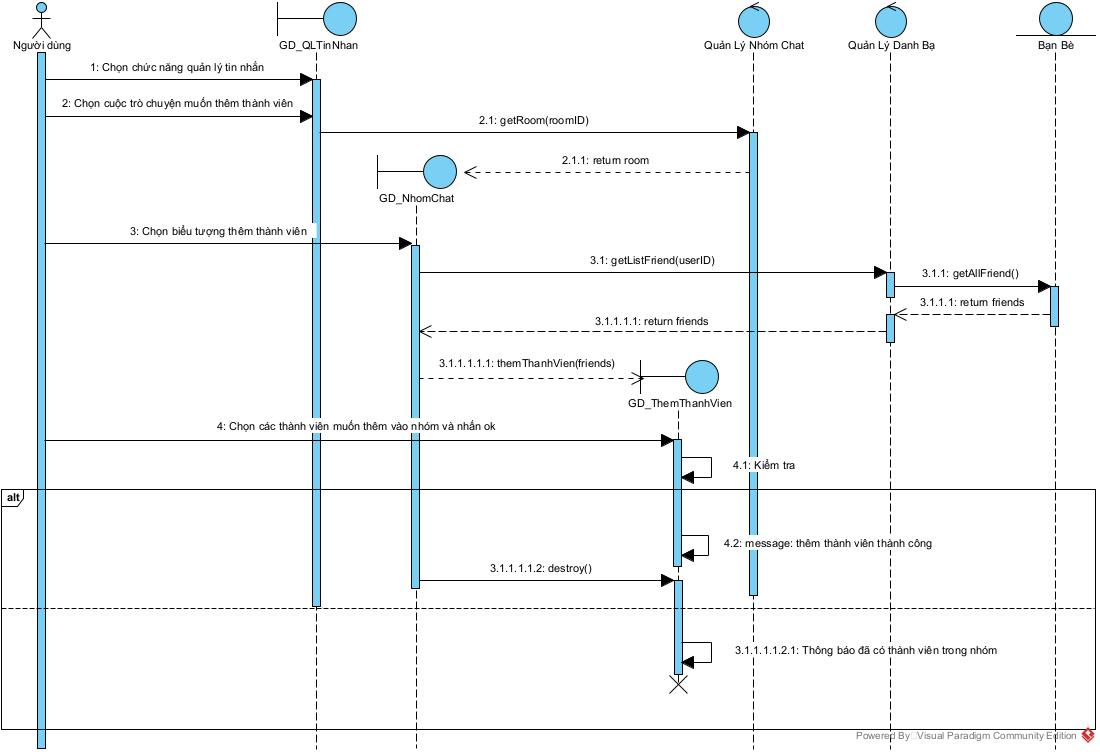 Người dùng
GD_QLTinNhan
Quản Lý Nhóm Chat
Quản Lý Danh Bạ
Bạn Bè
1: Chọn chức năng quản lý tin nhắn
2: Chọn cuộc trò chuyện muốn thêm thành viên
2.1: getRoom(roomID)
2.1.1: return room
GD_NhomChat
3: Chọn biểu tượng thêm thành viên
3.1: getListFriend(userID)
3.1.1: getAllFriend()
3.1.1.1: return friends
3.1.1.1.1: return friends
3.1.1.1.1.1: themThanhVien(friends)
GD_ThemThanhVien
4: Chọn các thành viên muốn thêm vào nhóm và nhấn ok
4.1: Kiểm tra
alt
4.2: message: thêm thành viên thành công
3.1.1.1.1.2: destroy()
3.1.1.1.1.2.1: Thông báo đã có thành viên trong nhóm
Powered By Visual Paradigm Community Edition